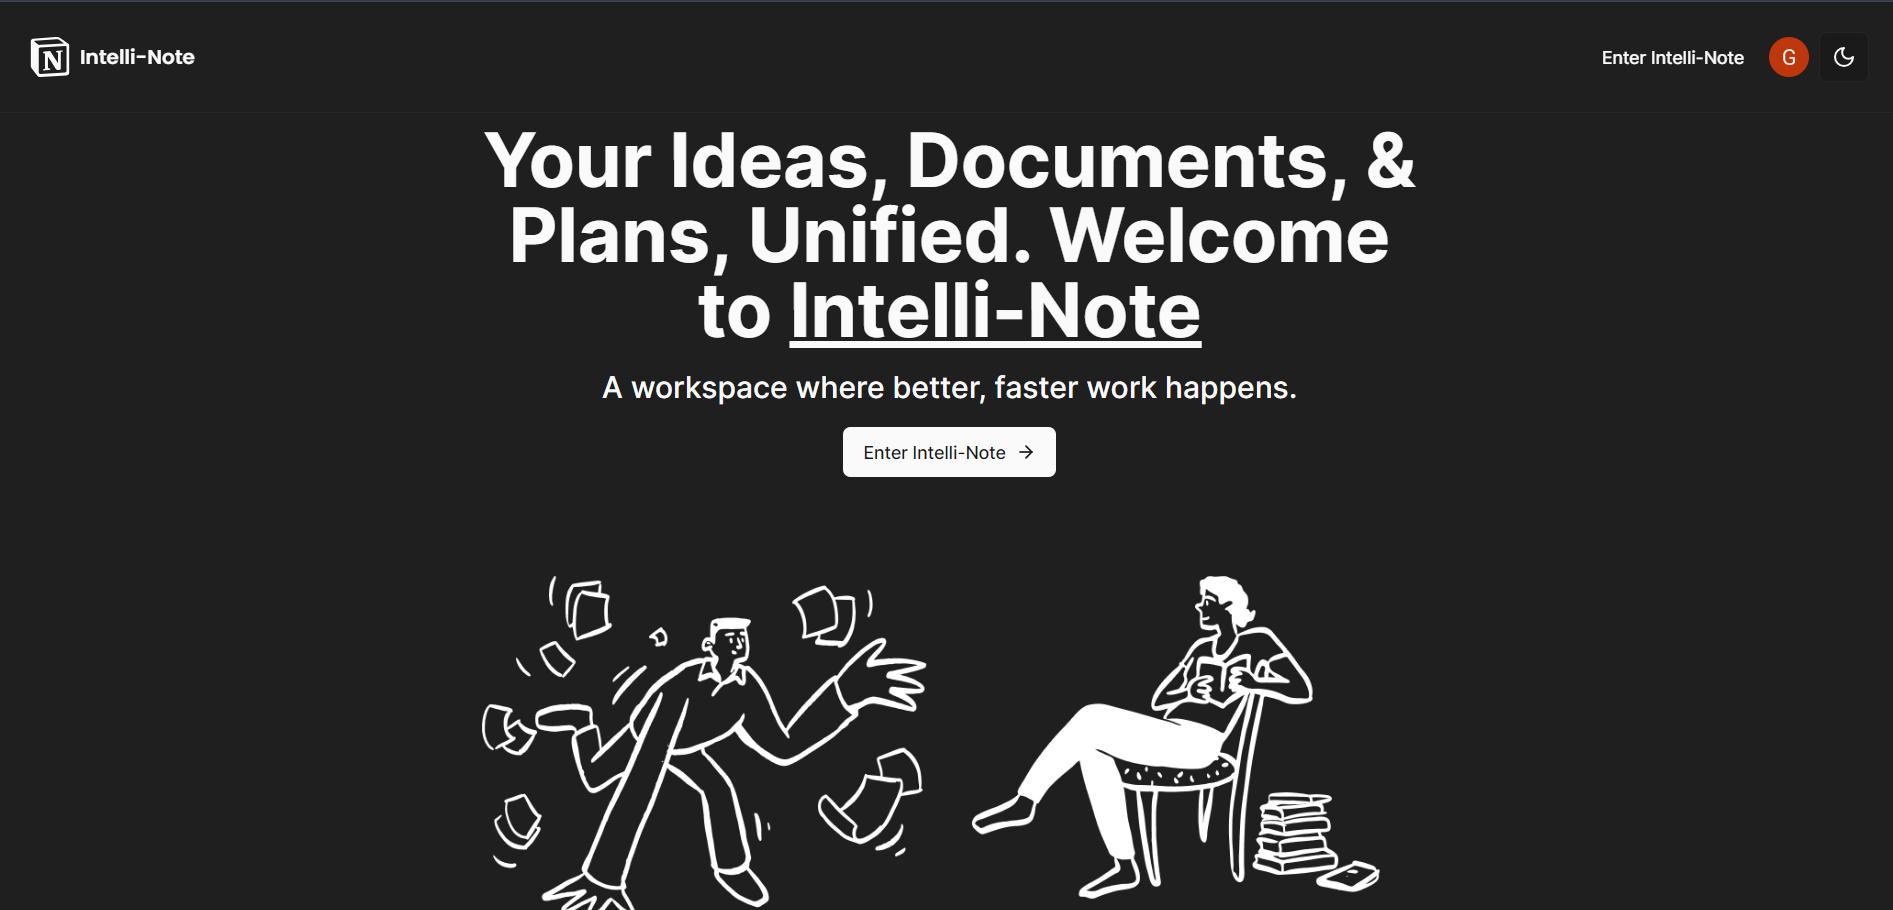 N Intelli-Note
Enter Intelli-Note
G
Your Ideas, Documents, &
Plans, Unified. Welcome
to Intelli-Note
A workspace where better, faster work happens.
Enter Intelli-Note →